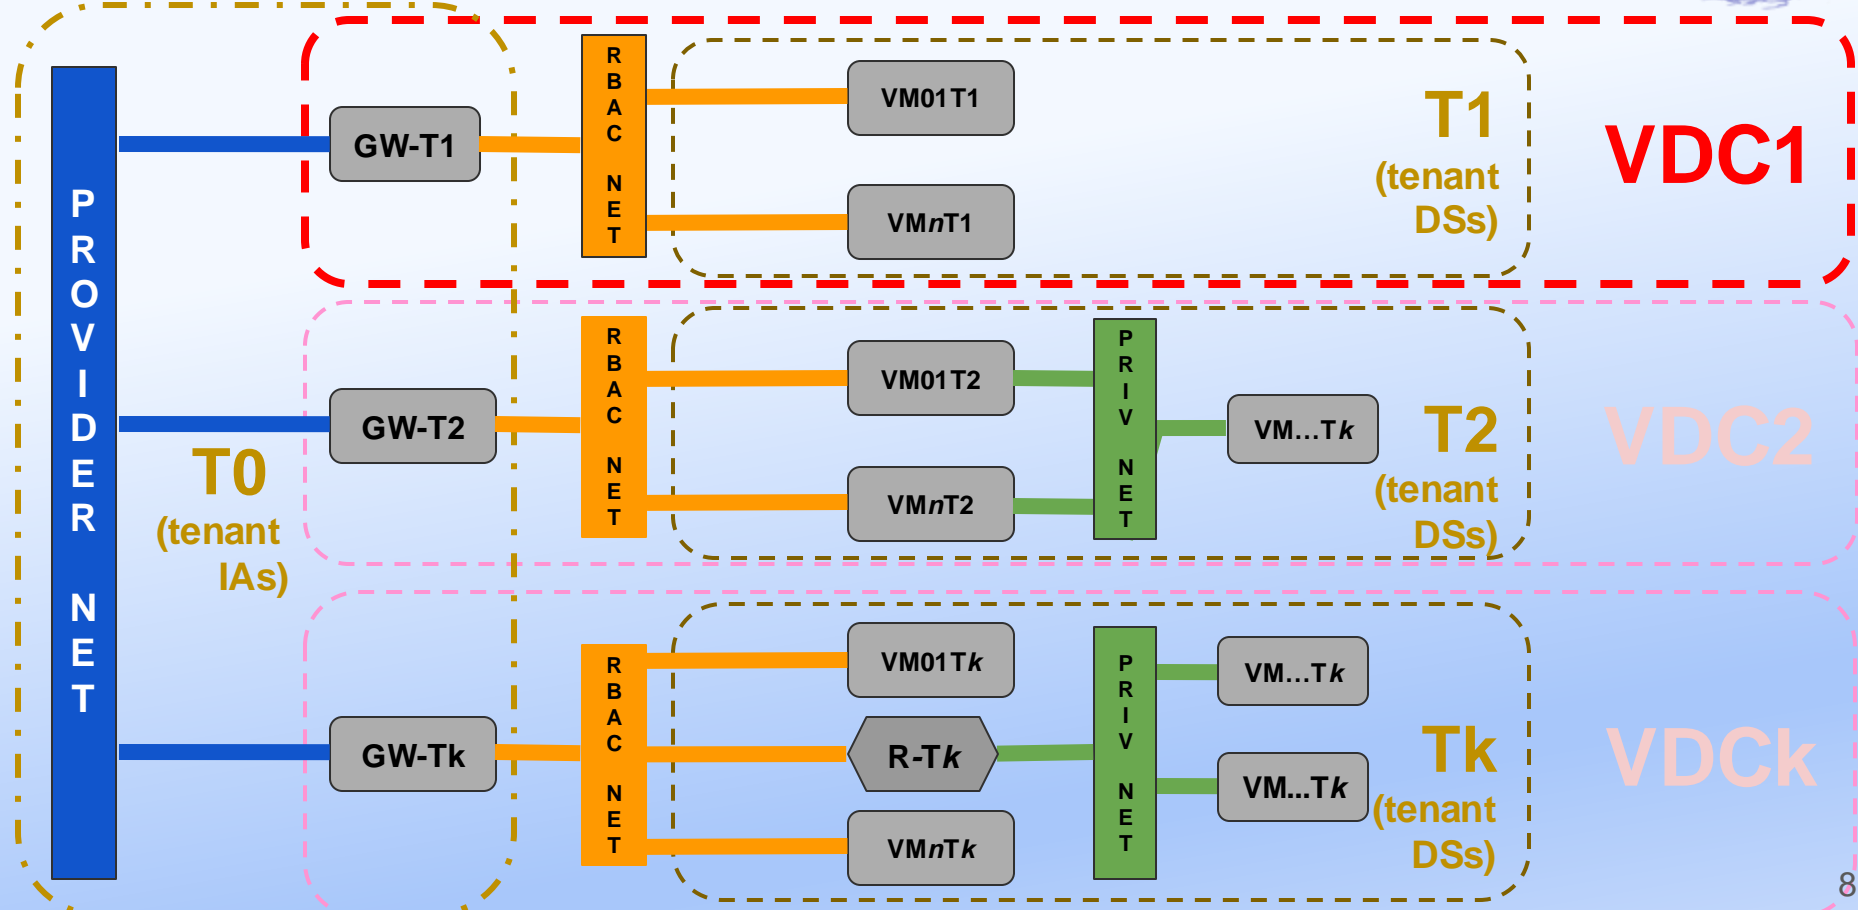 PROVIDER NET
T0
(tenant
IAs)
GW-T1
RBAC NET
VM01T1
VMnT1
T1
(tenant
DSs)
VDC1
GW-T2
RBAC NET
VM01T2
VMnT2
PRIV NET
VM...Tk
T2
(tenant
DSs)
VDC2
GW-Tk
RBAC NET
VM01Tk
R-Tk
VMnTk
PRIV NET
VM...Tk
VM...Tk
Tk
(tenant
DSs)
VDCk
8